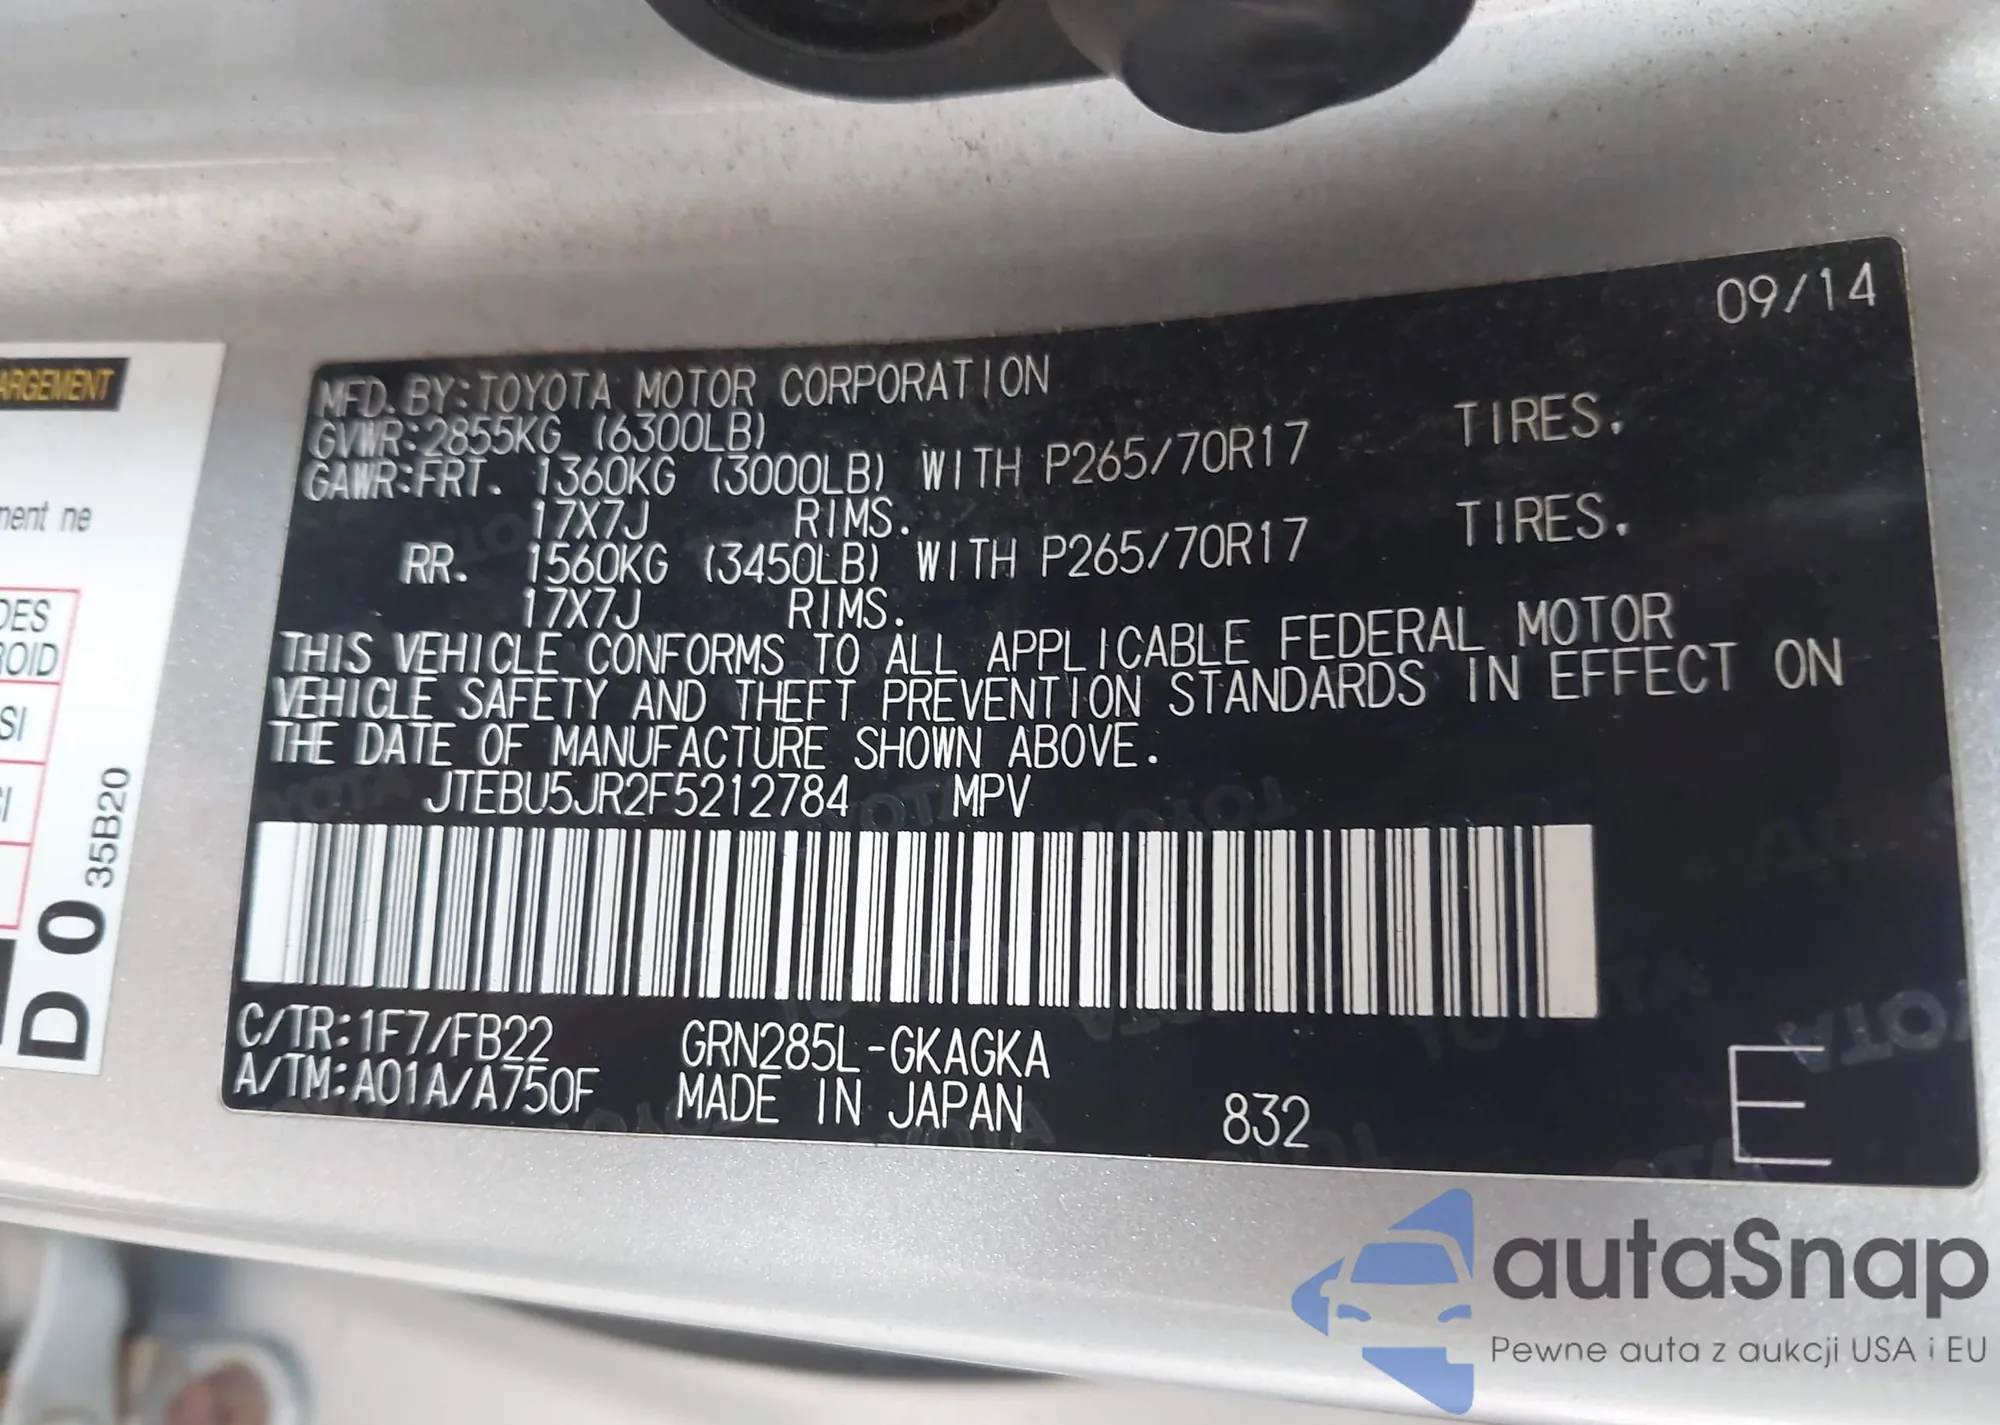 ARGEMENT
ment ne
DES
ROID
SI
SI
D 0 35B20
09/14
MFD. BY:TOYOTA MOTOR CORPORATION
GVWR:2855KG (6300LB)
GAWR:FRT. 1360KG (3000LB) WITH P265/70R17 TIRES.
17X7J RIMS.
RR. 1560KG (3450LB) WITH P265/70R17 TIRES.
17X7J RIMS.
THIS VEHICLE CONFORMS TO ALL APPLICABLE FEDERAL MOTOR
VEHICLE SAFETY AND THEFT PREVENTION STANDARDS IN EFFECT ON
THE DATE OF MANUFACTURE SHOWN ABOVE.
JTEBU5JR2F5212784 MPV
C/TR:1F7/FB22 GRN285L-GKAGKA
A/TM:A01A/A750F MADE IN JAPAN 832 E
autaSnap
Pewne auta z aukcji USA i EU